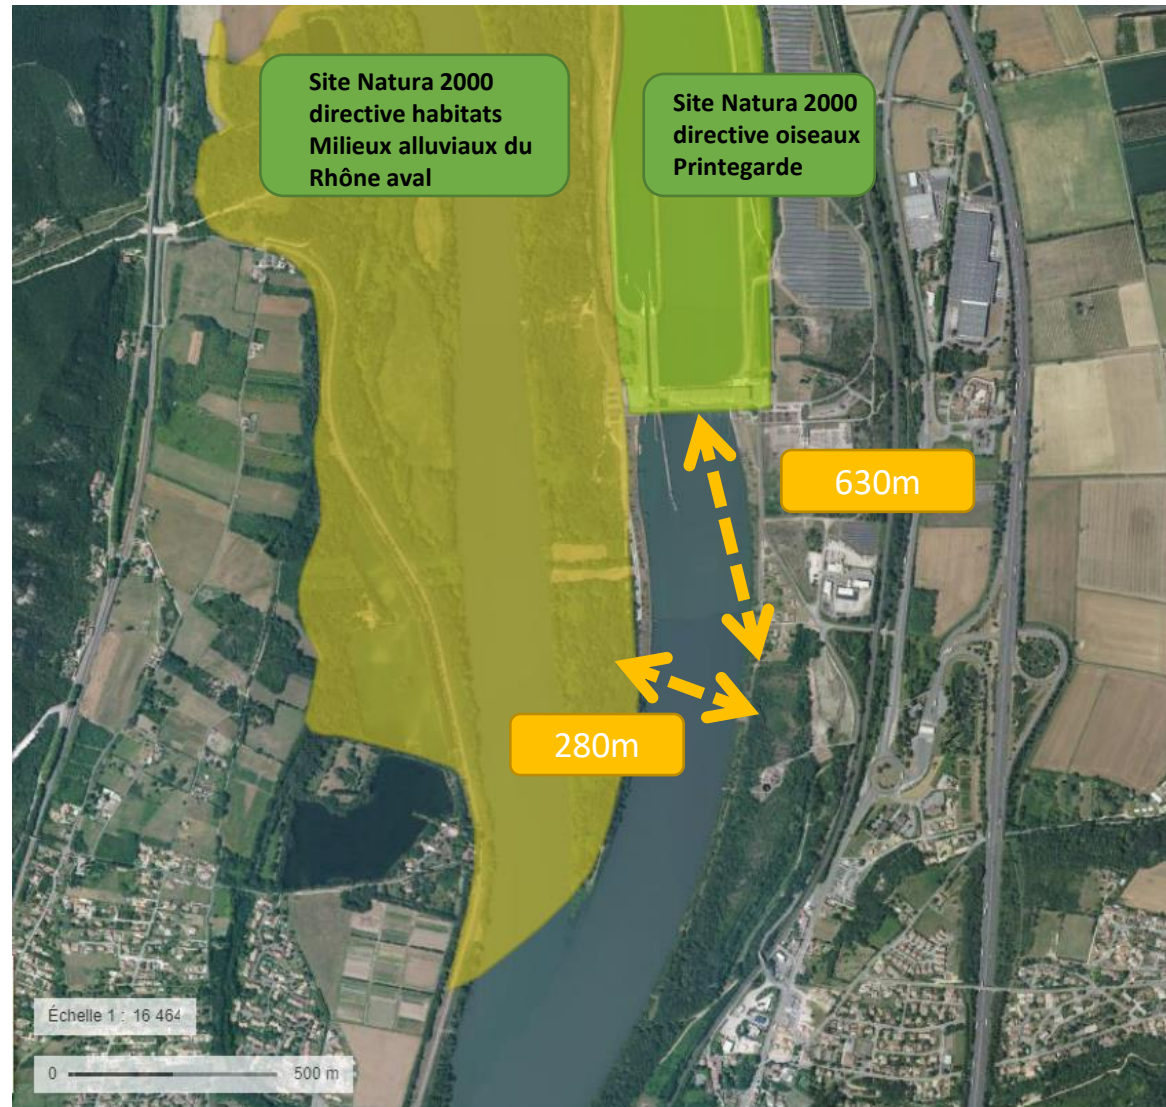 Site Natura 2000
directive habitats
Milieux alluviaux du
Rhône aval
Site Natura 2000
directive oiseaux
Printegarde
630m
280m
Échelle 1 : 16 464
0 500 m